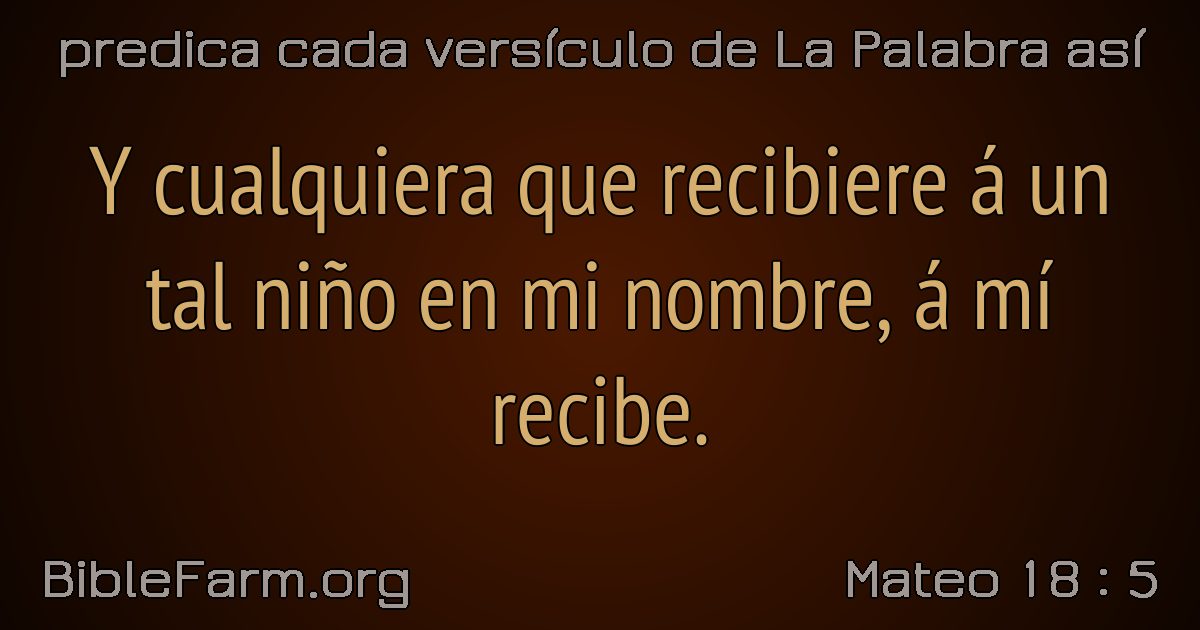 predica cada versículo de La Palabra así
Y cualquiera que recibiere á un
tal niño en mi nombre, á mí
recibe.
BibleFarm.org
Mateo 18 : 5